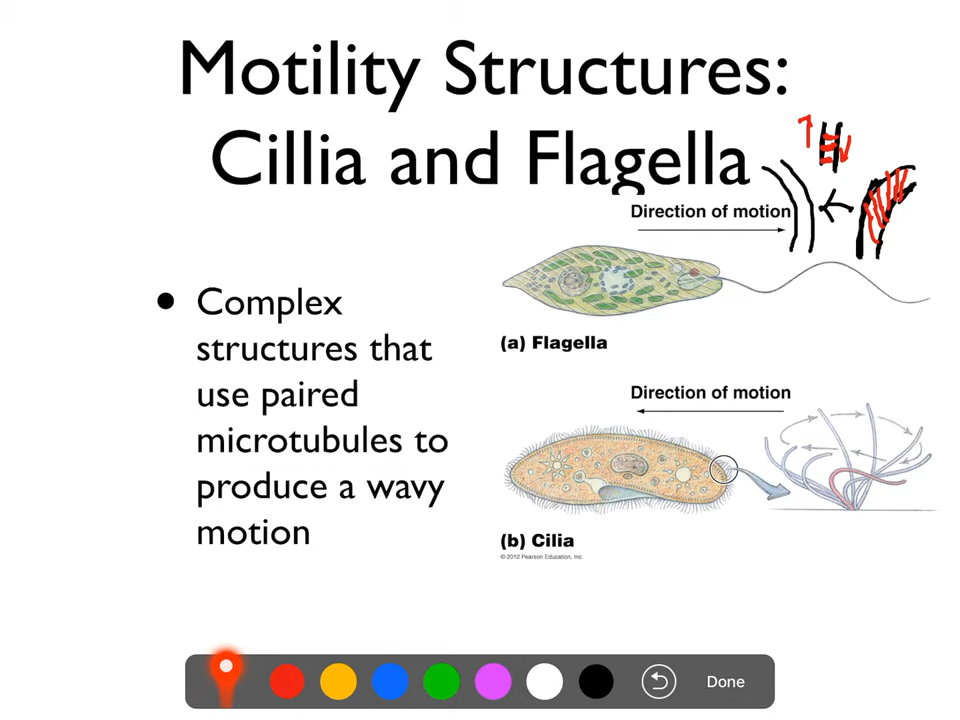 Motility Structures:
Cillia and Flagella
• Complex
structures that
use paired
microtubules to
produce a wavy
motion
Direction of motion
(a) Flagella
Direction of motion
(b) Cilia
© 2012 Pearson Education, Inc.
Done